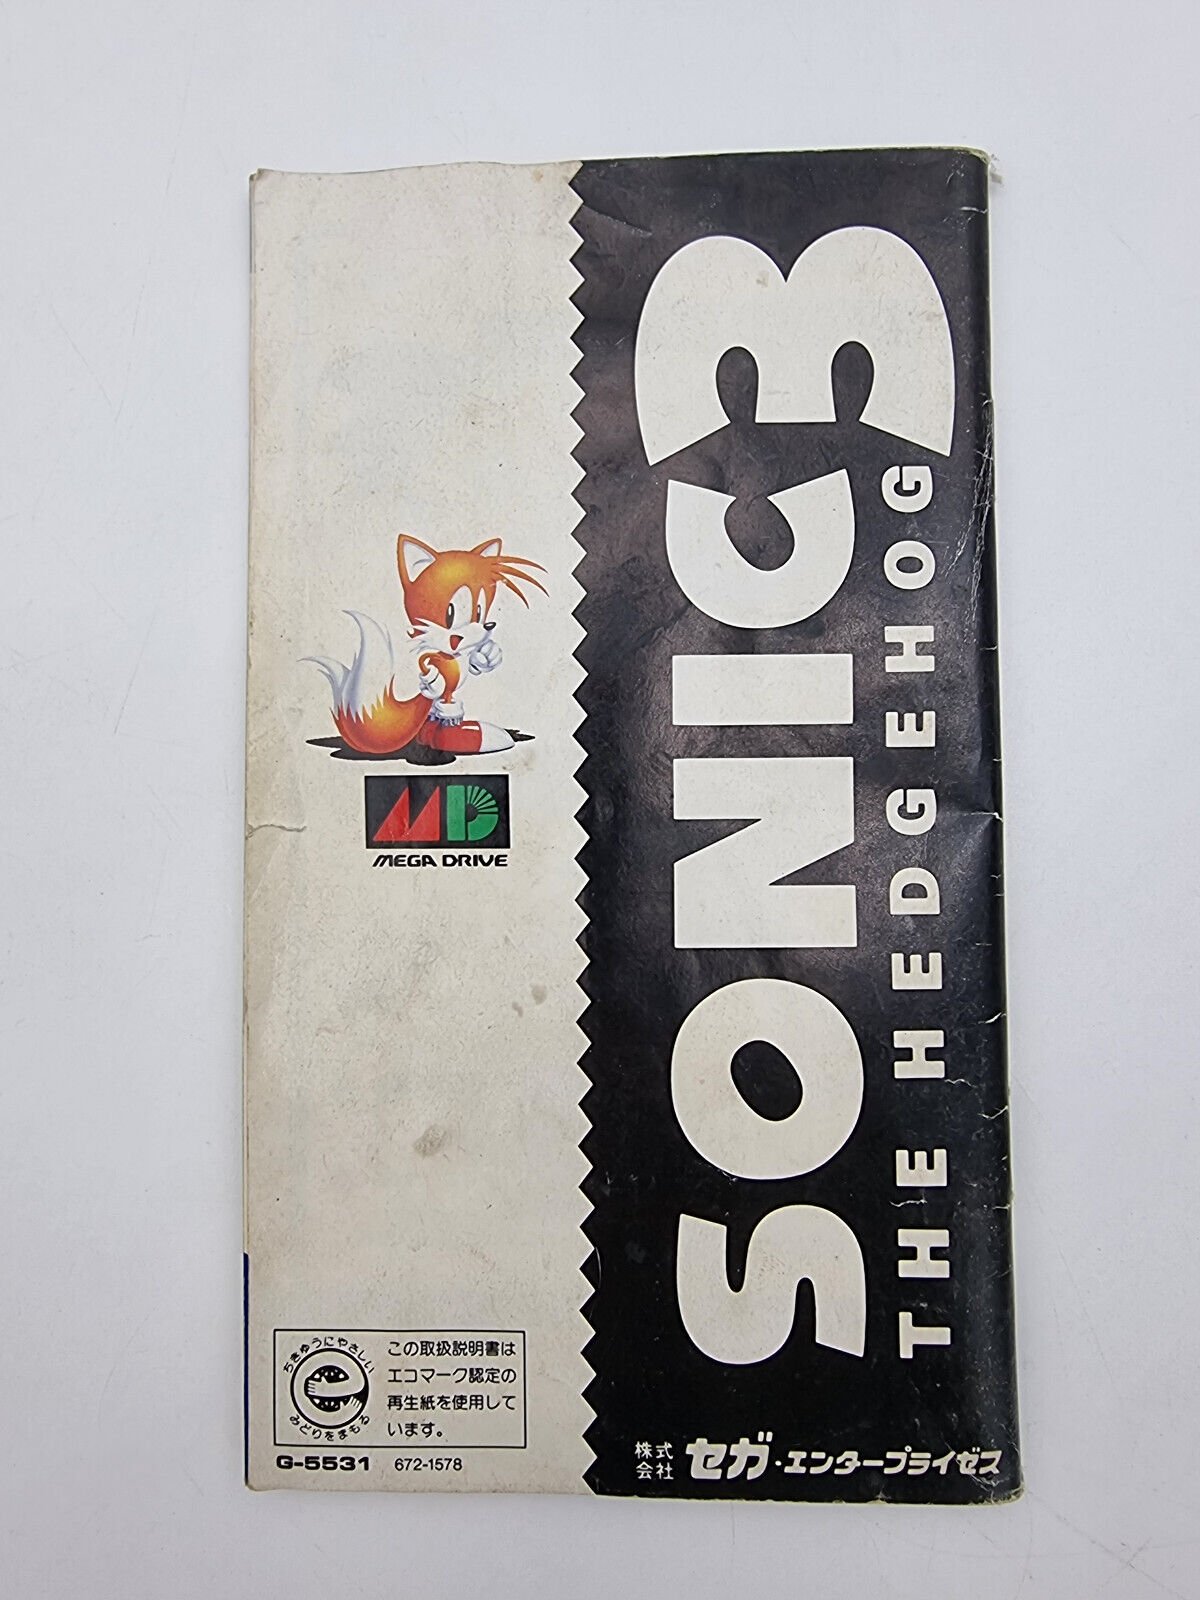 SONIC 3
THE HEDGEHOG
MD
MEGA DRIVE
ちきゅうにやさしい
みどりをまもる
この取扱説明書は
エコマーク認定の
再生紙を使用して
います。
G-5531 672-1578
株式会社 セガ・エンタープライゼス